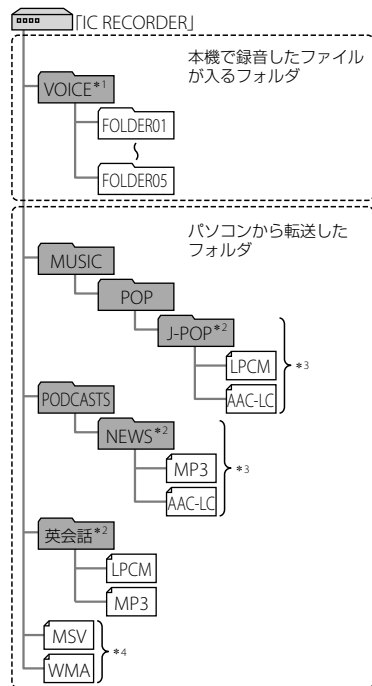 「IC RECORDER」
本機で録音したファイル
が入るフォルダ
VOICE*1
FOLDER01
FOLDER05
パソコンから転送した
フォルダ
MUSIC
POP
J-POP*2
LPCM
*3
AAC-LC
PODCASTS
NEWS*2
MP3
*3
AAC-LC
英会話*2
LPCM
MP3
MSV
*4
WMA